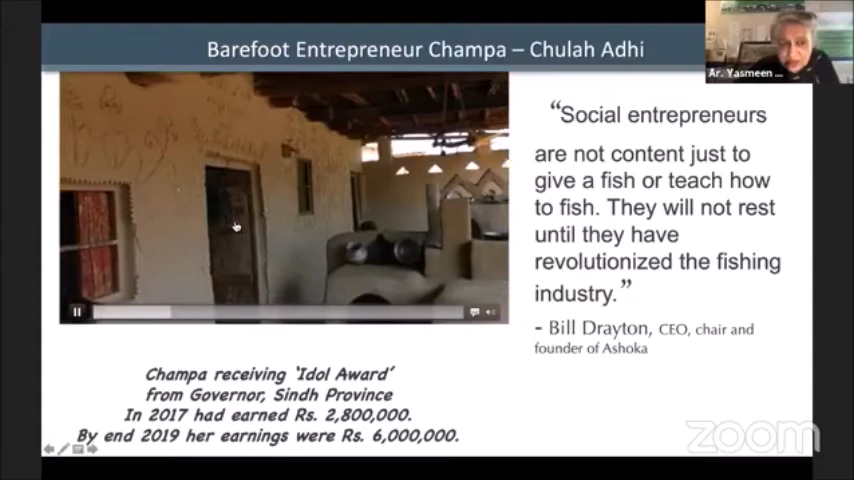 Barefoot Entrepreneur Champa – Chulah Adhi
Ar. Yasmeen ...
“Social entrepreneurs
are not content just to
give a fish or teach how
to fish. They will not rest
until they have
revolutionized the fishing
industry.”
- Bill Drayton, CEO, chair and
founder of Ashoka
Champa receiving ‘Idol Award’
from Governor, Sindh Province
In 2017 had earned Rs. 2,800,000.
By end 2019 her earnings were Rs. 6,000,000.
zoom